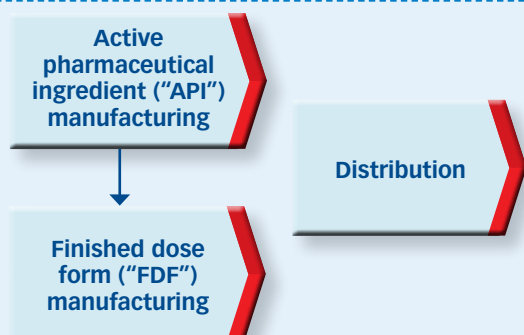 Active
pharmaceutical
ingredient (“API”)
manufacturing
Distribution
Finished dose
form (“FDF”)
manufacturing